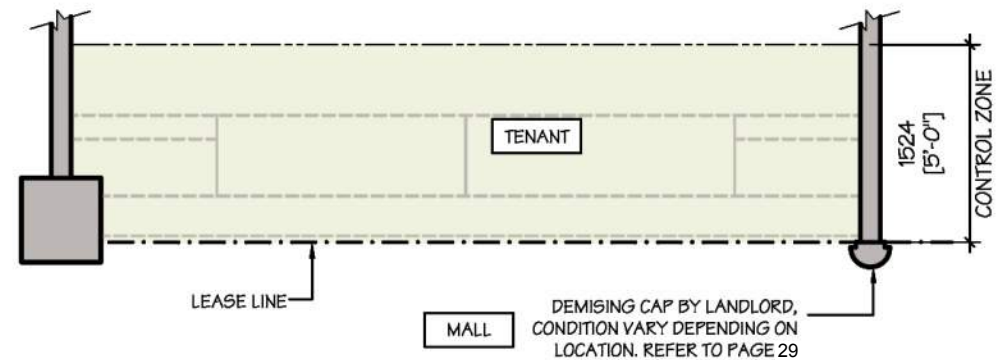 TENANT
1524
[5'-0"]
CONTROL ZONE
LEASE LINE
MALL
DEMISING CAP BY LANDLORD,
CONDITION VARY DEPENDING ON
LOCATION. REFER TO PAGE 29